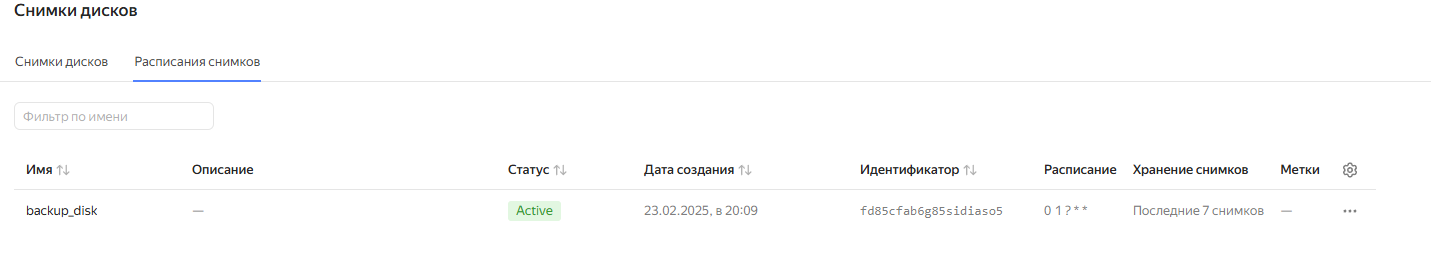 Снимки дисков
Снимки дисков Расписания снимков
Фильтр по имени
Имя Описание Статус Дата создания Идентификатор Расписание Хранение снимков Метки
backup_disk — Active 23.02.2025, в 20:09 fd85cfab6g85sidiaso5 0 1 ? * * Последние 7 снимков —